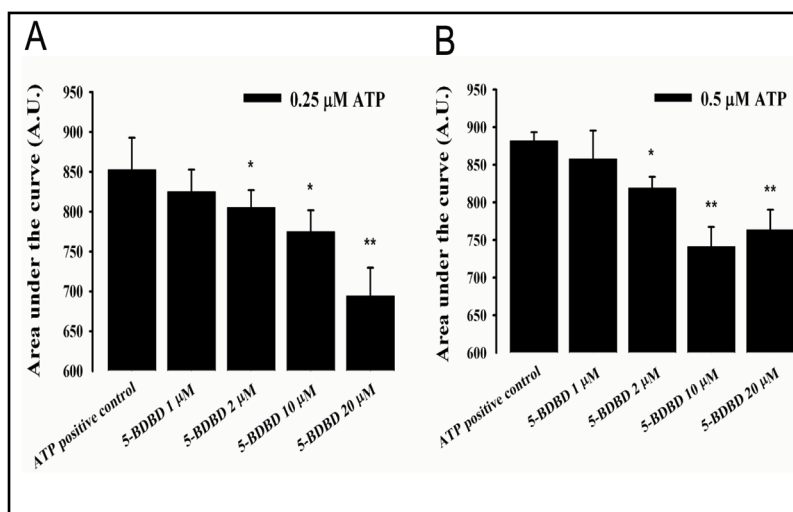 A
Area under the curve (A.U.)
950
900
850
800
750
700
650
600
0.25 µM ATP
*
*
**
ATP positive control
5-BDBD 1 µM
5-BDBD 2 µM
5-BDBD 10 µM
5-BDBD 20 µM
B
Area under the curve (A.U.)
950
900
850
800
750
700
650
600
0.5 µM ATP
*
**
**
ATP positive control
5-BDBD 1 µM
5-BDBD 2 µM
5-BDBD 10 µM
5-BDBD 20 µM